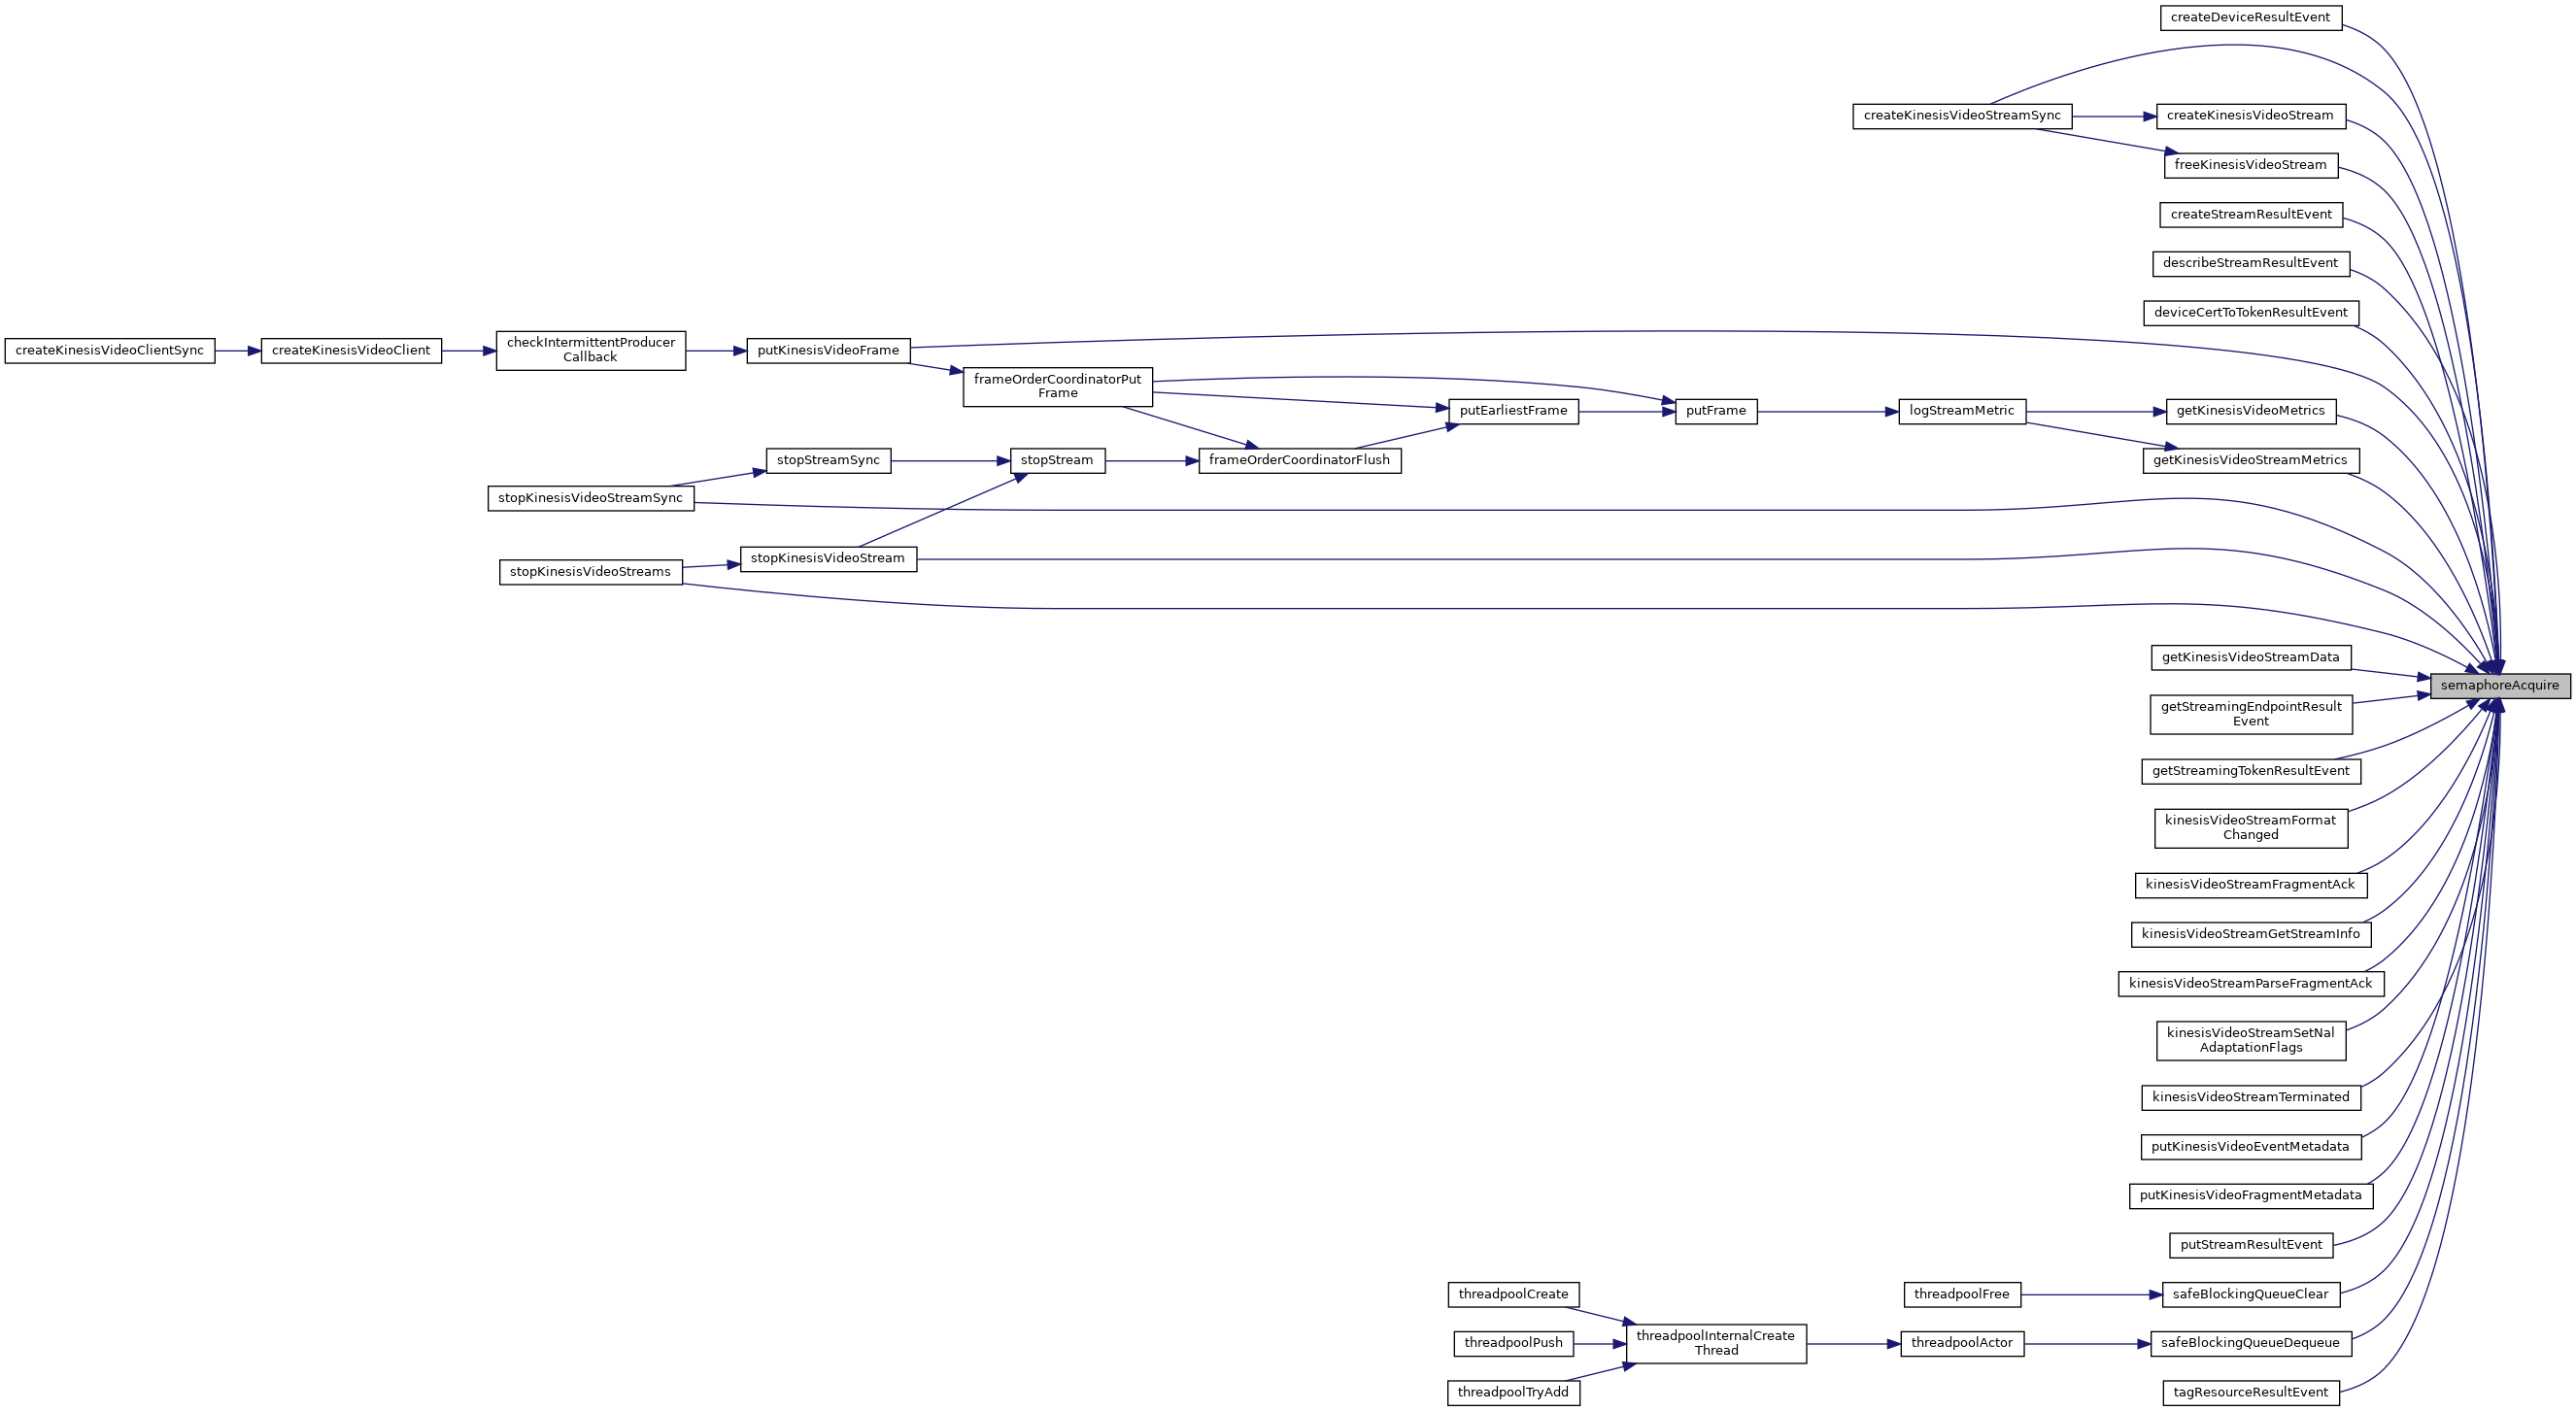 createDeviceResultEvent
createKinesisVideoStreamSync
createKinesisVideoStream
freeKinesisVideoStream
createStreamResultEvent
describeStreamResultEvent
deviceCertToTokenResultEvent
createKinesisVideoClientSync
createKinesisVideoClient
checkIntermittentProducer
Callback
putKinesisVideoFrame
frameOrderCoordinatorPut
Frame
putEarliestFrame
putFrame
logStreamMetric
getKinesisVideoMetrics
stopStreamSync
stopStream
frameOrderCoordinatorFlush
getKinesisVideoStreamMetrics
stopKinesisVideoStreamSync
stopKinesisVideoStream
stopKinesisVideoStreams
getKinesisVideoStreamData
semaphoreAcquire
getStreamingEndpointResult
Event
getStreamingTokenResultEvent
kinesisVideoStreamFormat
Changed
kinesisVideoStreamFragmentAck
kinesisVideoStreamGetStreamInfo
kinesisVideoStreamParseFragmentAck
kinesisVideoStreamSetNal
AdaptationFlags
kinesisVideoStreamTerminated
putKinesisVideoEventMetadata
putKinesisVideoFragmentMetadata
putStreamResultEvent
threadpoolCreate
threadpoolFree
safeBlockingQueueClear
threadpoolPush
threadpoolInternalCreate
Thread
threadpoolActor
safeBlockingQueueDequeue
threadpoolTryAdd
tagResourceResultEvent